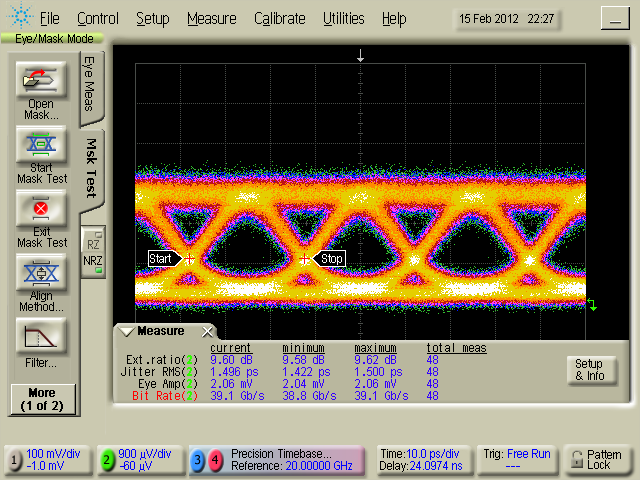 File Control Setup Measure Calibrate Utilities Help 15 Feb 2012 22:27
Eye/Mask Mode
Eye Meas
Msk Test
Open
Mask...
Start
Mask Test
Exit
Mask Test
RZ
NRZ
Align
Method...
Filter...
More
(1 of 2)
Start
Stop
Measure
current minimum maximum total meas
Ext.ratio(2) 9.60 dB 9.58 dB 9.62 dB 48
Jitter RMS(2) 1.496 ps 1.422 ps 1.500 ps 48
Eye Amp(2) 2.06 mV 2.04 mV 2.06 mV 48
Bit Rate(2) 39.1 Gb/s 38.8 Gb/s 39.1 Gb/s 48
Setup
& Info
1 100 mV/div
-1.0 mV
2 900 µV/div
-60 µV
3 4 Precision Timebase...
Reference: 20.00000 GHz
Time:10.0 ps/div
Delay:24.0974 ns
Trig: Free Run
---
Pattern
Lock